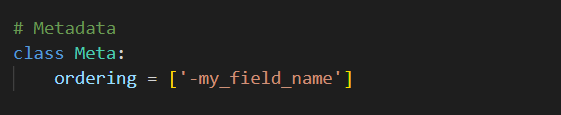 # Metadata
class Meta:
    ordering = ['-my_field_name']